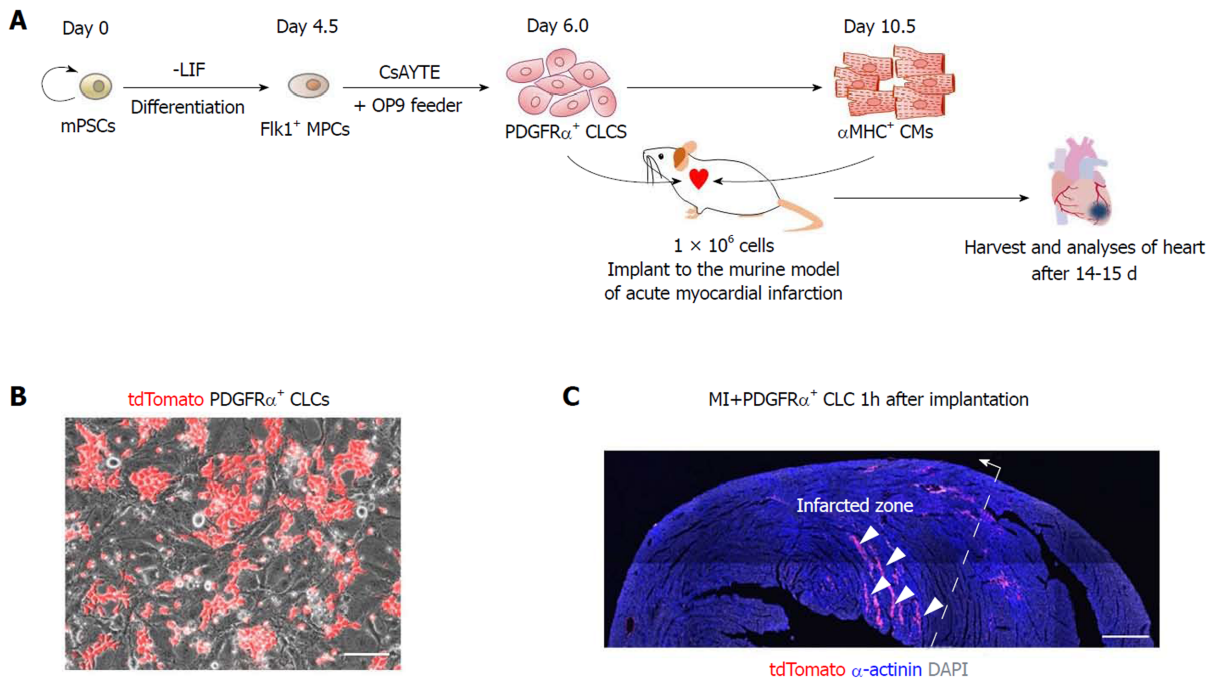 A
Day 0
Day 4.5
Day 6.0
Day 10.5
-LIF
Differentiation
CsAYTE
+ OP9 feeder
mPSCs
Flk1⁺ MPCs
PDGFRα⁺ CLCS
αMHC⁺ CMs
1 × 10⁶ cells
Implant to the murine model
of acute myocardial infarction
Harvest and analyses of heart
after 14-15 d
B
tdTomato PDGFRα⁺ CLCs
C
MI+PDGFRα⁺ CLC 1h after implantation
Infarcted zone
tdTomato α-actinin DAPI